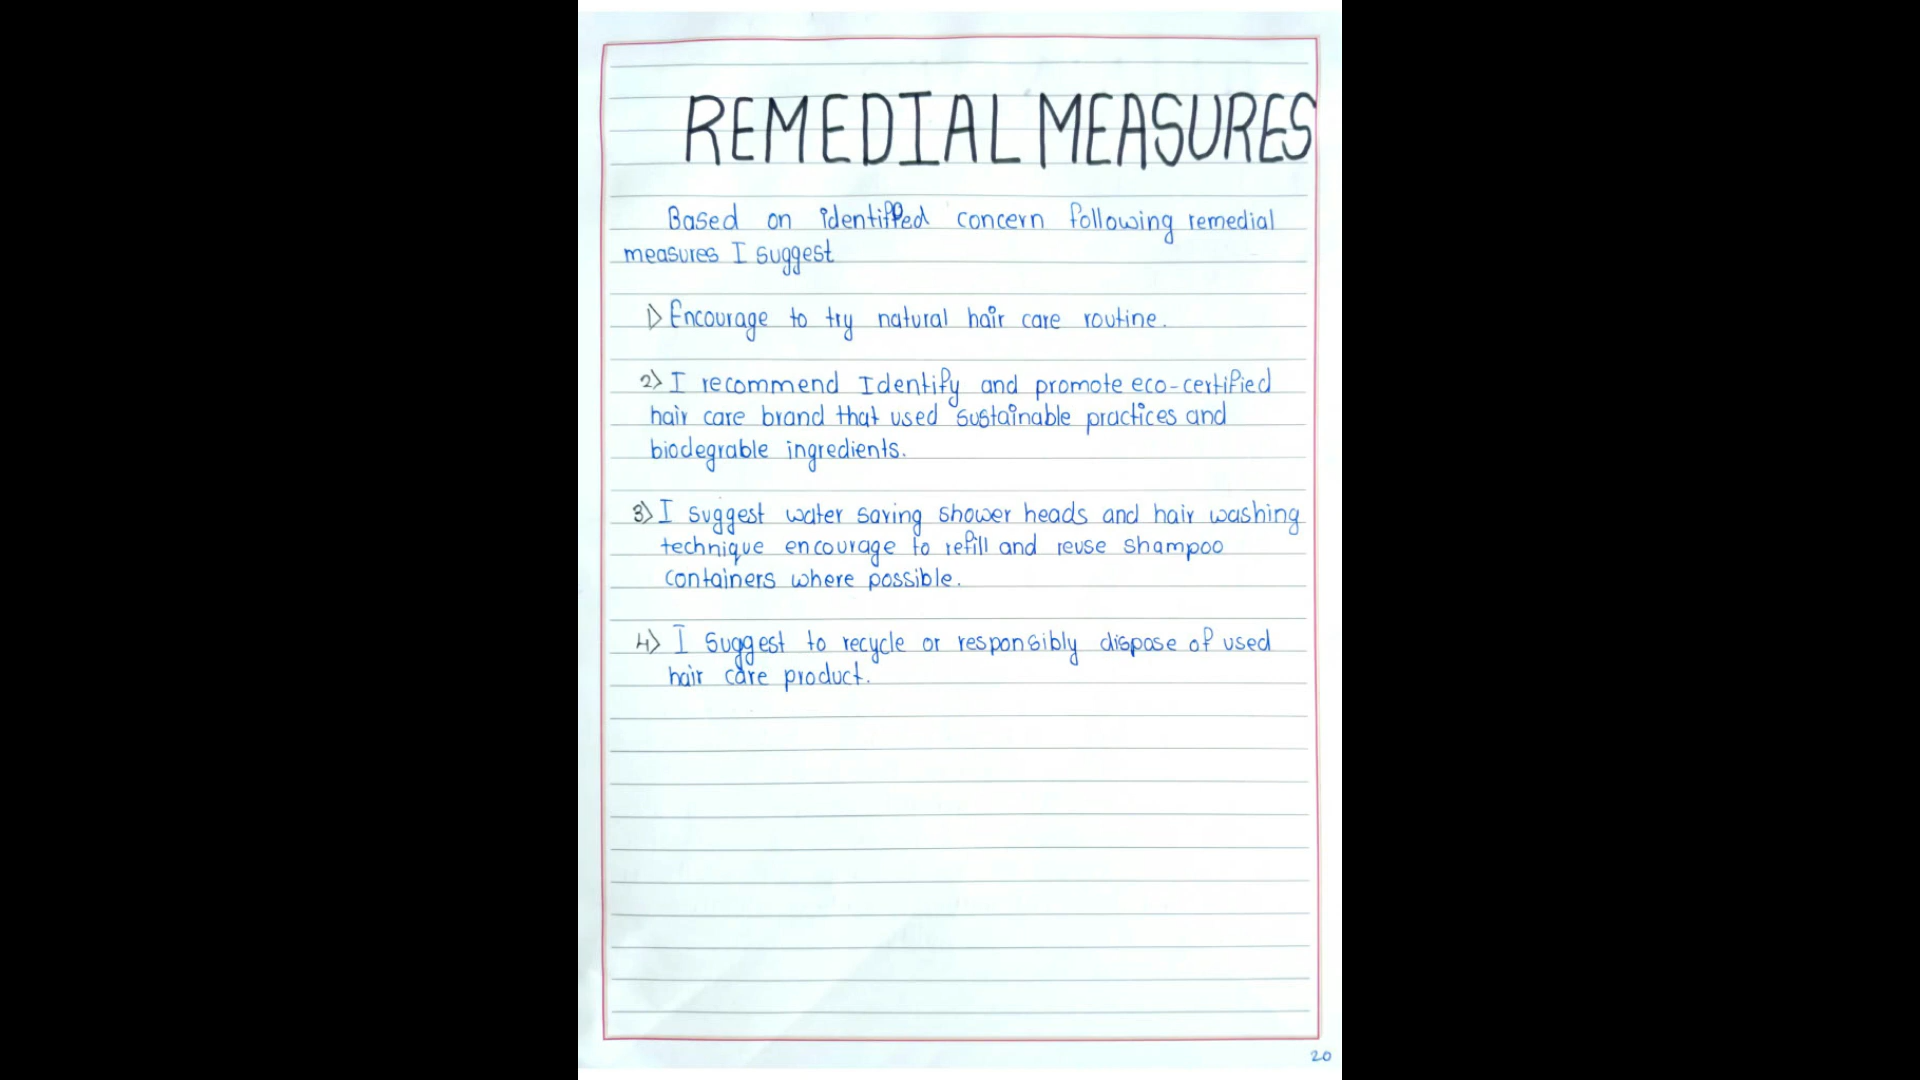 REMEDIAL MEASURES
Based on identified concern following remedial
measures I suggest
1) Encourage to try natural hair care routine.
2) I recommend Identify and promote eco-certified
hair care brand that used sustainable practices and
biodegrable ingredients.
3) I suggest water saving shower heads and hair washing
technique encourage to refill and reuse shampoo
containers where possible.
4) I suggest to recycle or responsibly dispose of used
hair care product.
20